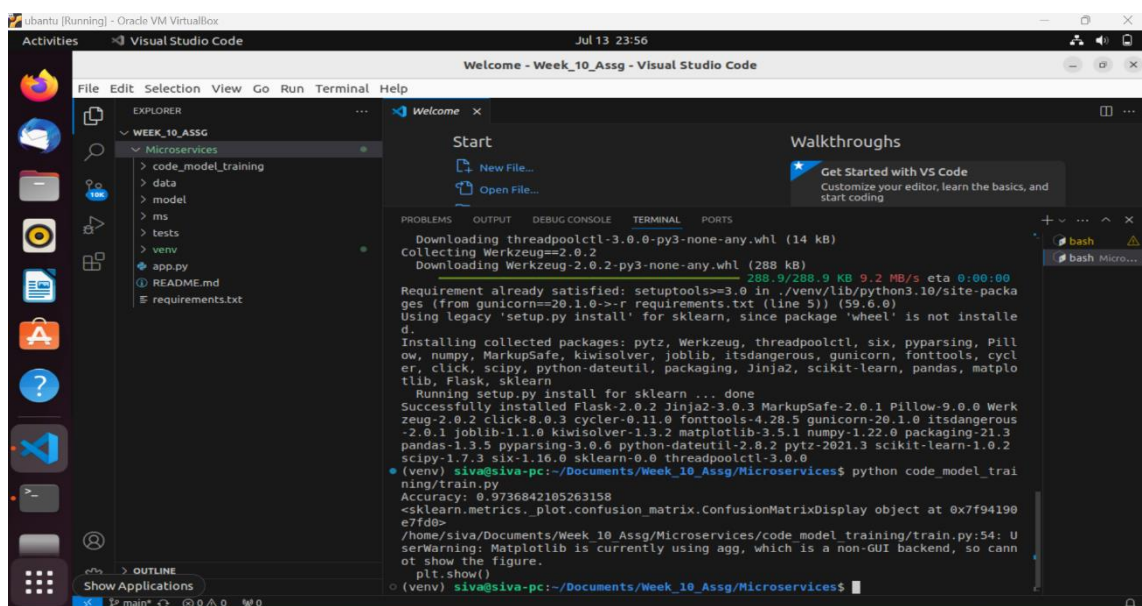 ubantu [Running] - Oracle VM VirtualBox
Activities Visual Studio Code Jul 13 23:56
Welcome - Week_10_Assg - Visual Studio Code
File Edit Selection View Go Run Terminal Help
EXPLORER ...
WEEK_10_ASSG
Microservices
code_model_training
data
model
ms
tests
venv
app.py
README.md
requirements.txt
OUTLINE
10K
Show Applications
main* 0 0 0
Welcome
Start
New File...
Open File...
Walkthroughs
Get Started with VS Code
Customize your editor, learn the basics, and
start coding
PROBLEMS OUTPUT DEBUG CONSOLE TERMINAL PORTS
bash
bash Micro...
Downloading threadpoolctl-3.0.0-py3-none-any.whl (14 kB)
Collecting Werkzeug==2.0.2
Downloading Werkzeug-2.0.2-py3-none-any.whl (288 kB)
288.9/288.9 KB 9.2 MB/s eta 0:00:00
Requirement already satisfied: setuptools>=3.0 in ./venv/lib/python3.10/site-packa
ges (from gunicorn==20.1.0->-r requirements.txt (line 5)) (59.6.0)
Using legacy 'setup.py install' for sklearn, since package 'wheel' is not installe
d.
Installing collected packages: pytz, Werkzeug, threadpoolctl, six, pyparsing, Pill
ow, numpy, MarkupSafe, kiwisolver, joblib, itsdangerous, gunicorn, fonttools, cycl
er, click, scipy, python-dateutil, packaging, Jinja2, scikit-learn, pandas, matplo
tlib, Flask, sklearn
Running setup.py install for sklearn ... done
Successfully installed Flask-2.0.2 Jinja2-3.0.3 MarkupSafe-2.0.1 Pillow-9.0.0 Werk
zeug-2.0.2 click-8.0.3 cycler-0.11.0 fonttools-4.28.5 gunicorn-20.1.0 itsdangerous
-2.0.1 joblib-1.1.0 kiwisolver-1.3.2 matplotlib-3.5.1 numpy-1.22.0 packaging-21.3
pandas-1.3.5 pyparsing-3.0.6 python-dateutil-2.8.2 pytz-2021.3 scikit-learn-1.0.2
scipy-1.7.3 six-1.16.0 sklearn-0.0 threadpoolctl-3.0.0
(venv) siva@siva-pc:~/Documents/Week_10_Assg/Microservices$ python code_model_trai
ning/train.py
Accuracy: 0.9736842105263158
<sklearn.metrics._plot.confusion_matrix.ConfusionMatrixDisplay object at 0x7f94190
e7fd0>
/home/siva/Documents/Week_10_Assg/Microservices/code_model_training/train.py:54: U
serWarning: Matplotlib is currently using agg, which is a non-GUI backend, so cann
ot show the figure.
plt.show()
(venv) siva@siva-pc:~/Documents/Week_10_Assg/Microservices$